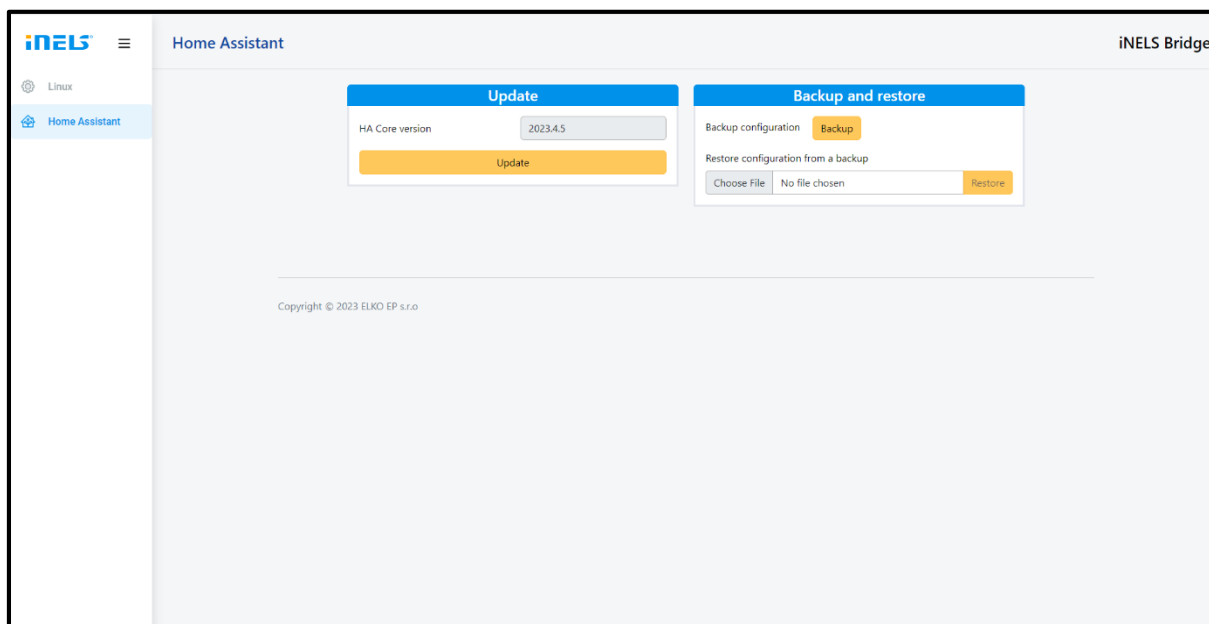 iNELS
Home Assistant
iNELS Bridge
Linux
Home Assistant
Update
HA Core version
2023.4.5
Update
Backup and restore
Backup configuration
Backup
Restore configuration from a backup
Choose File
No file chosen
Restore
Copyright © 2023 ELKO EP s.r.o